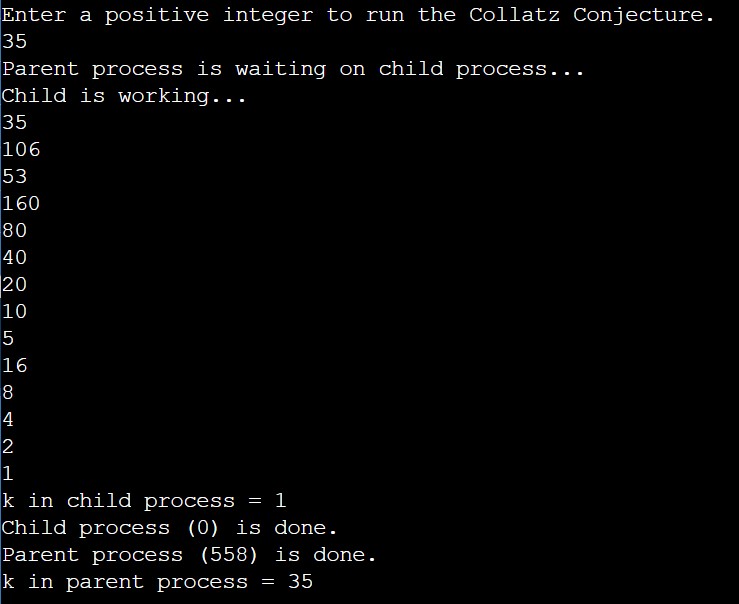 Enter a positive integer to run the Collatz Conjecture.
35
Parent process is waiting on child process...
Child is working...
35
106
53
160
80
40
20
10
5
16
8
4
2
1
k in child process = 1
Child process (0) is done.
Parent process (558) is done.
k in parent process = 35